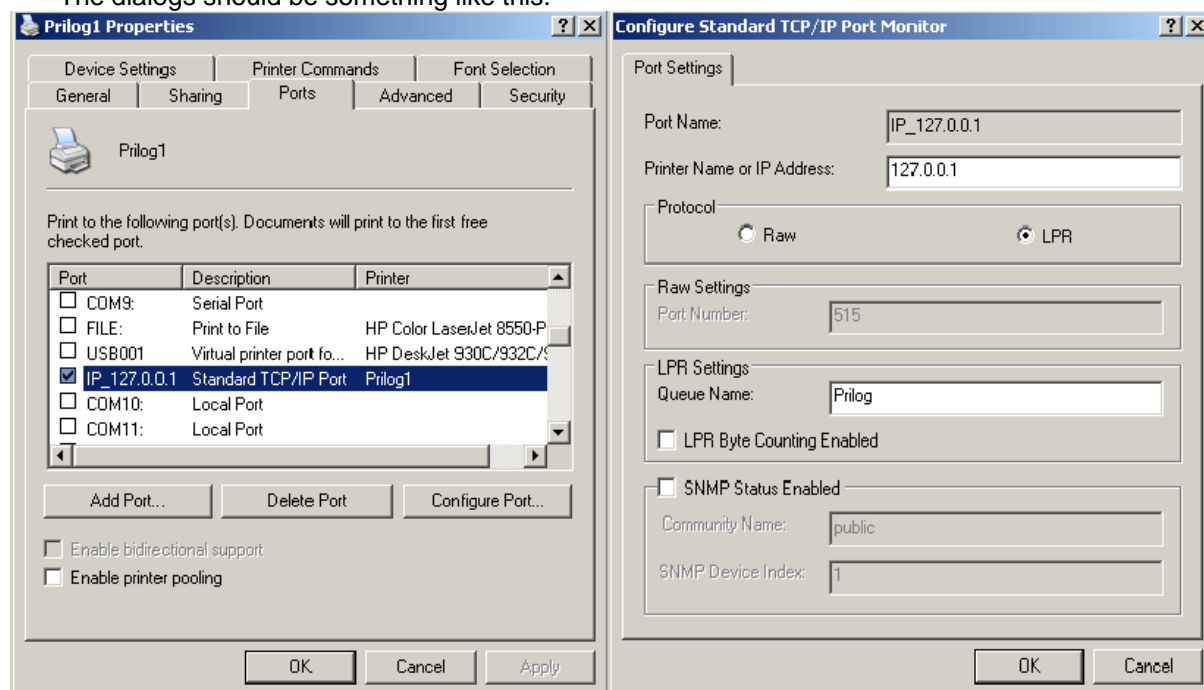 The dialogs should be something like this:
Prilog1 Properties
Device Settings Printer Commands Font Selection
General Sharing Ports Advanced Security
Prilog1
Print to the following port(s). Documents will print to the first free
checked port.
Port Description Printer
COM9: Serial Port
FILE: Print to File HP Color LaserJet 8550-P
USB001 Virtual printer port fo... HP DeskJet 930C/932C/9
IP_127.0.0.1 Standard TCP/IP Port Prilog1
COM10: Local Port
COM11: Local Port
Add Port... Delete Port Configure Port...
Enable bidirectional support
Enable printer pooling
OK Cancel Apply
Configure Standard TCP/IP Port Monitor
Port Settings
Port Name: IP_127.0.0.1
Printer Name or IP Address: 127.0.0.1
Protocol
Raw LPR
Raw Settings
Port Number: 515
LPR Settings
Queue Name: Prilog
LPR Byte Counting Enabled
SNMP Status Enabled
Community Name: public
SNMP Device Index: 1
OK Cancel